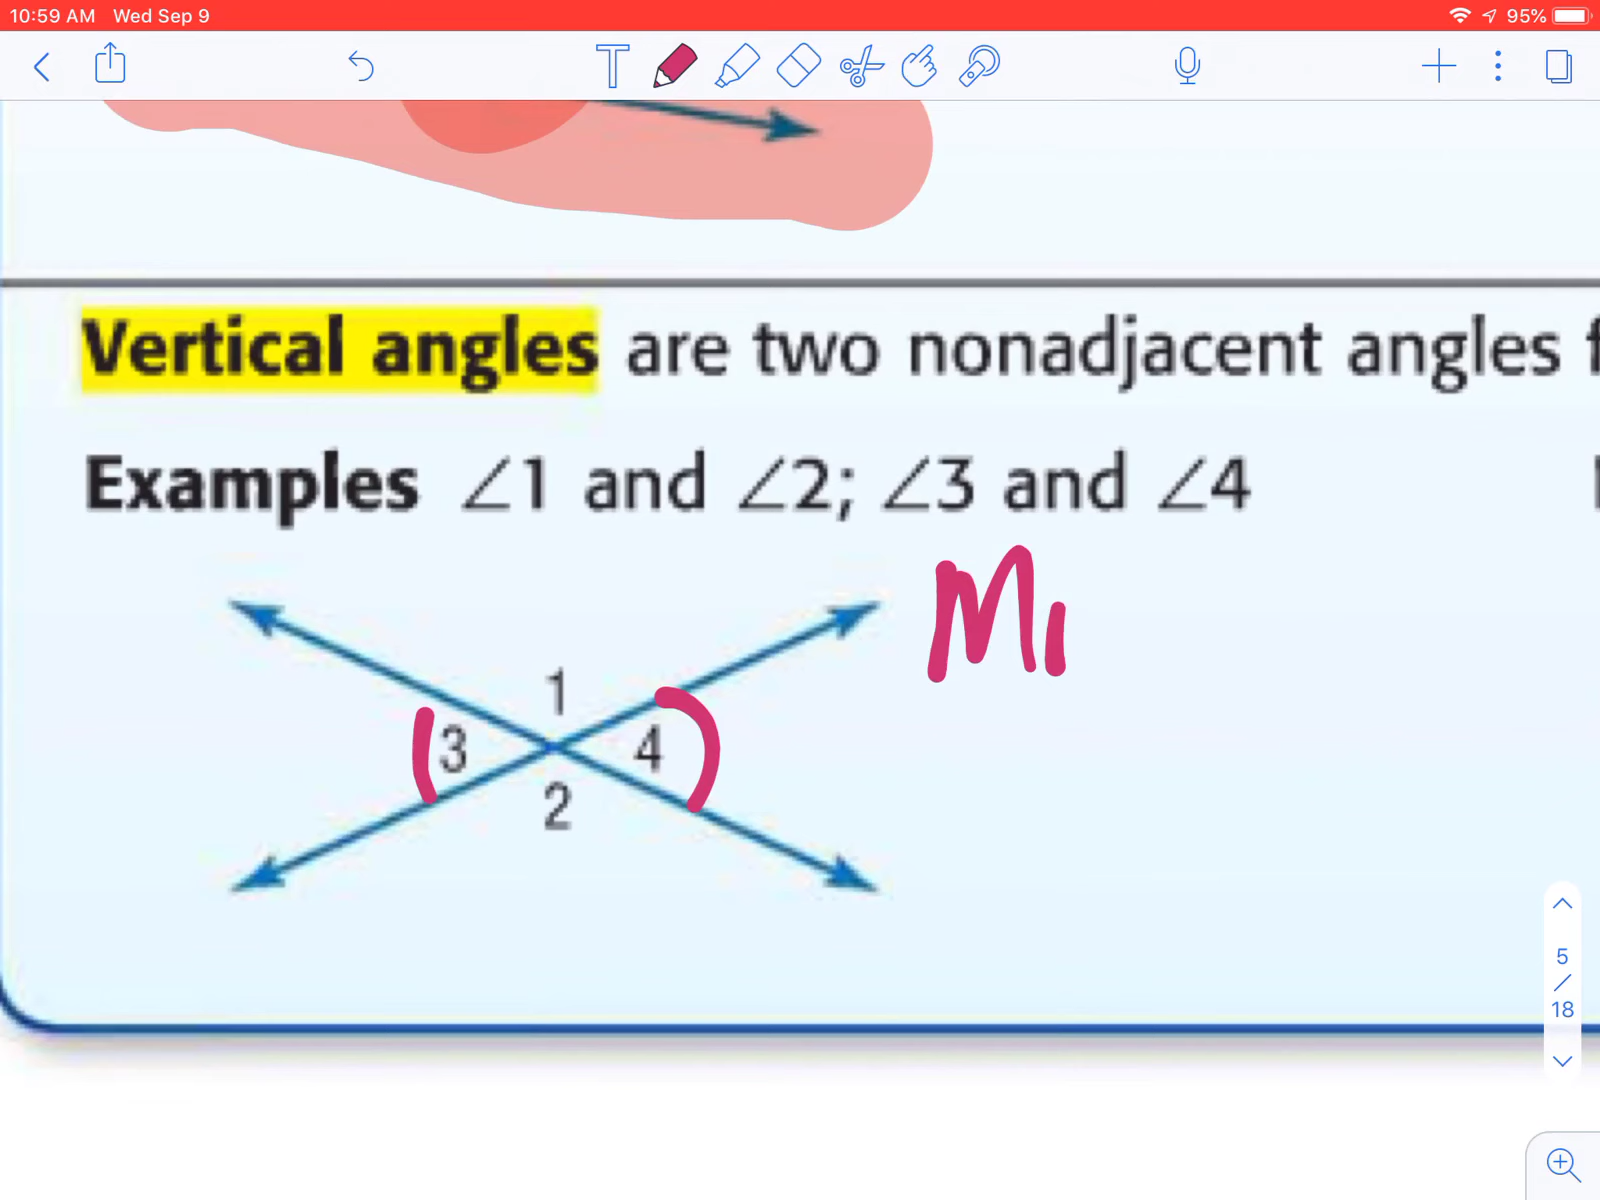 10:59 AM Wed Sep 9 95%
T
Vertical angles are two nonadjacent angles
Examples ∠1 and ∠2; ∠3 and ∠4
M1
1
3 4
2
5
/
18